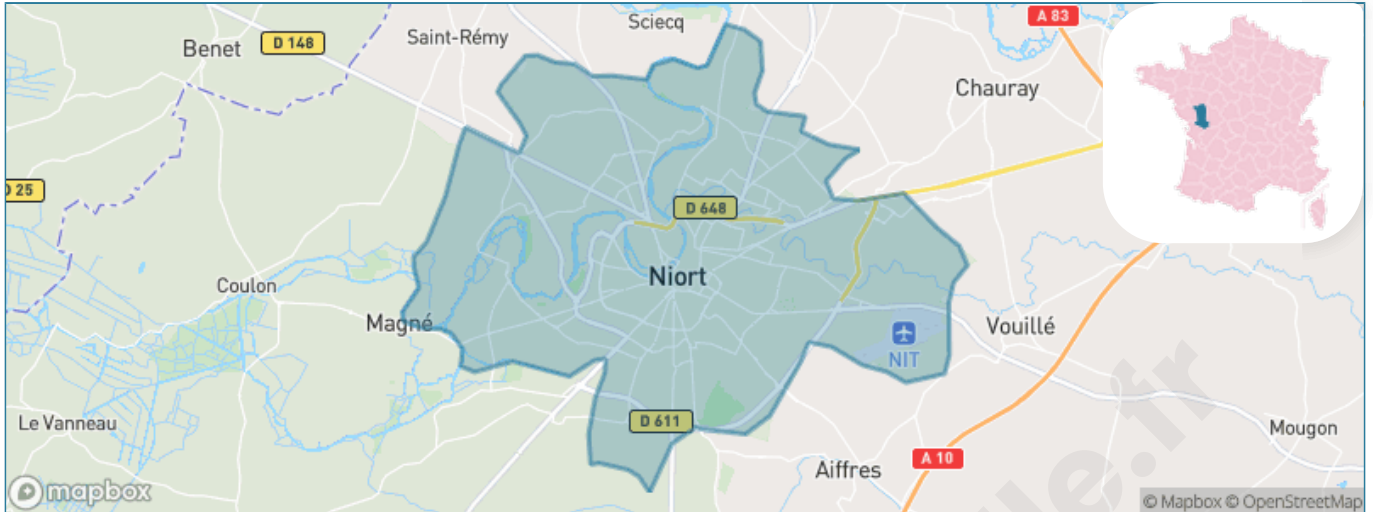 Sciecq
A 83
Saint-Rémy
D 148
Benet
Chauray
D 25
D 648
Niort
Coulon
Magné
Vouillé
NIT
Le Vanneau
D 611
Mougon
Aiffres
A 10
mapbox
© Mapbox © OpenStreetMap